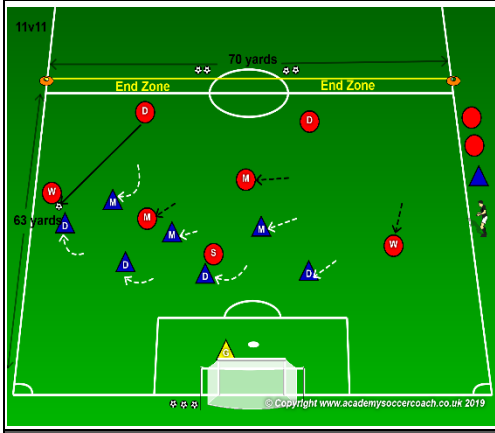 11v11
70 yards
End Zone End Zone
D
D
M
W
M
M
D
M
M
W
S
D
D
D
G
63 yards
© Copyright www.academysoccercoach.co.uk 2019